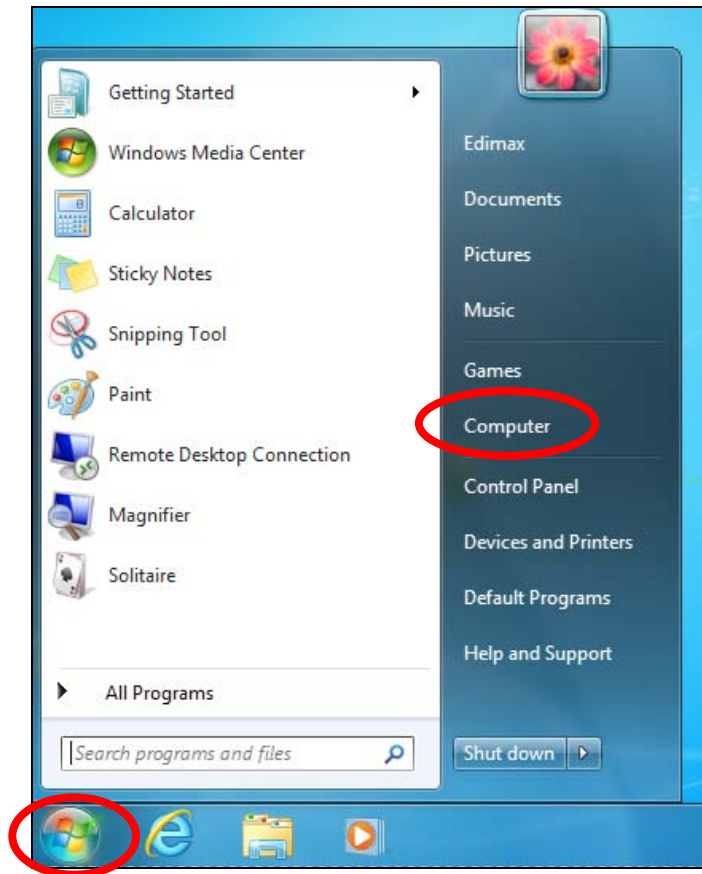 Getting Started
Windows Media Center
Calculator
Sticky Notes
Snipping Tool
Paint
Remote Desktop Connection
Magnifier
Solitaire
All Programs
Search programs and files
Edimax
Documents
Pictures
Music
Games
Computer
Control Panel
Devices and Printers
Default Programs
Help and Support
Shut down